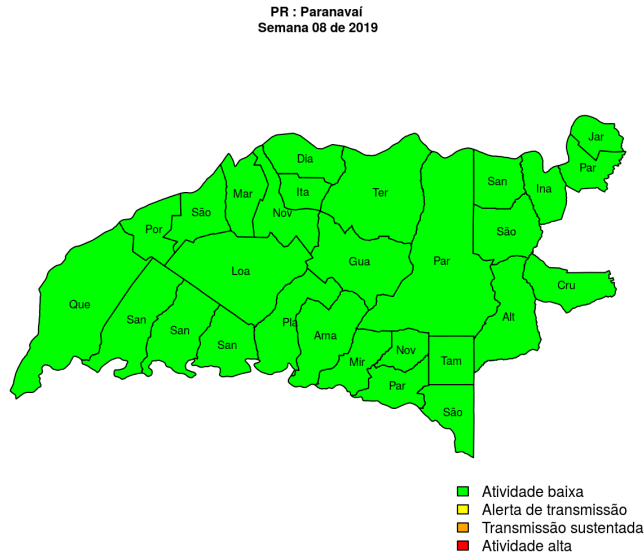 PR : Paranavaí
Semana 08 de 2019
Jar
Par
Dia
Ita
Ter
San
Ina
Mar
São
Nov
Por
São
Loa
Gua
Par
Cru
Que
San
San
San
Pla
Ama
Alt
Mir
Nov
Tam
Par
São
Atividade baixa
Alerta de transmissão
Transmissão sustentada
Atividade alta